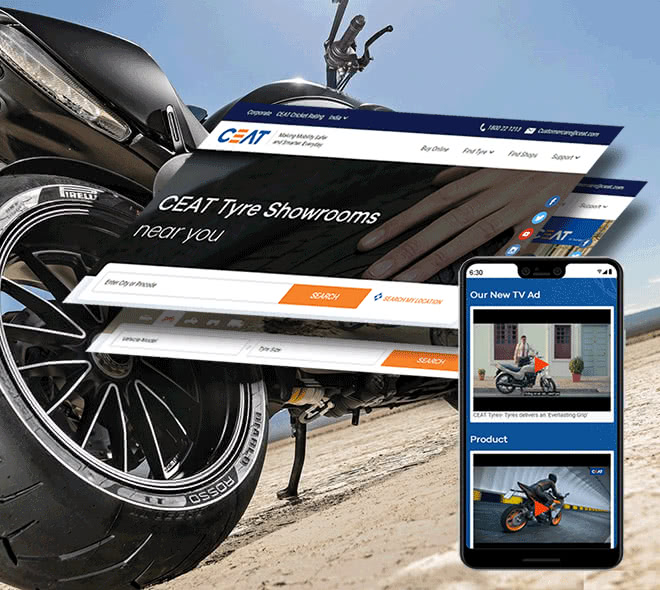 Corporate CEAT Cricket Rating India
1800 22 1213 Customercare@ceat.com
CEAT
Making Mobility Safer
and Smarter. Everyday.
Buy Online Find Tyre Find Shops Support
CEAT Tyre Showrooms
near you
Enter City or Pincode
SEARCH
SEARCH MY LOCATION
Support
CEAT
Vehicle Model
Tyre Size
SEARCH
PIRELLI
DIABLO
ROSSO
II
6:30
Our New TV Ad
CEAT Tyres- Tyres delivers an 'Everlasting Grip'
Product
CEAT